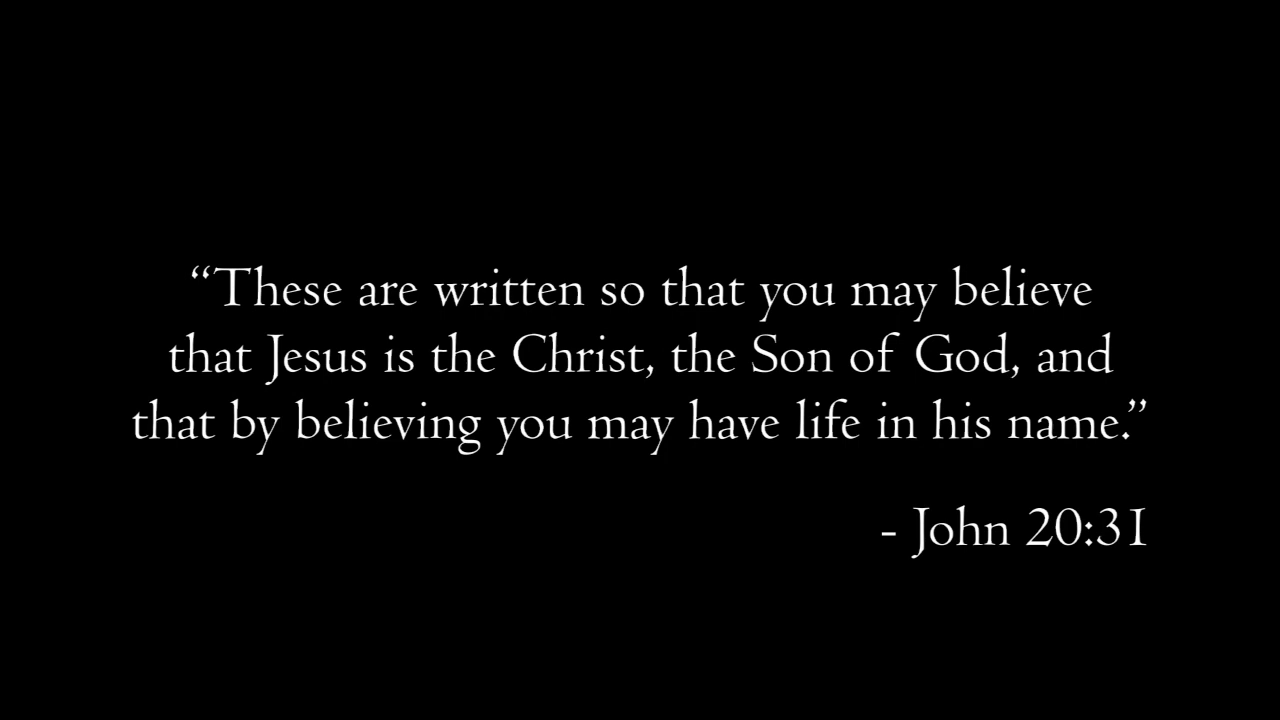 “These are written so that you may believe
that Jesus is the Christ, the Son of God, and
that by believing you may have life in his name.”
- John 20:31